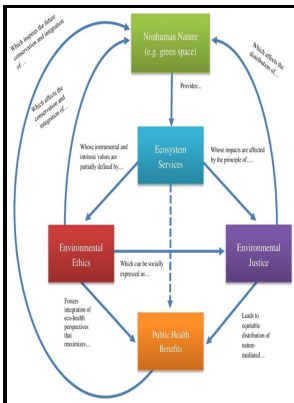 Which inspires the future
conservation and integration
of…
Which affects the
conservation and
integration of…
Nonhuman Nature
(e.g. green space)
Which affects the
distribution of…
Provides...
Ecosystem
Services
Whose instrumental and
intrinsic values are
partially defined by…
Whose impacts are affected
by the principle of….
Environmental
Ethics
Which can be socially
expressed as…
Environmental
Justice
Fosters
integration of
eco-health
perspectives
that
maximizes…
Public Health
Benefits
Leads to
equitable
distribution of
nature-
mediated…